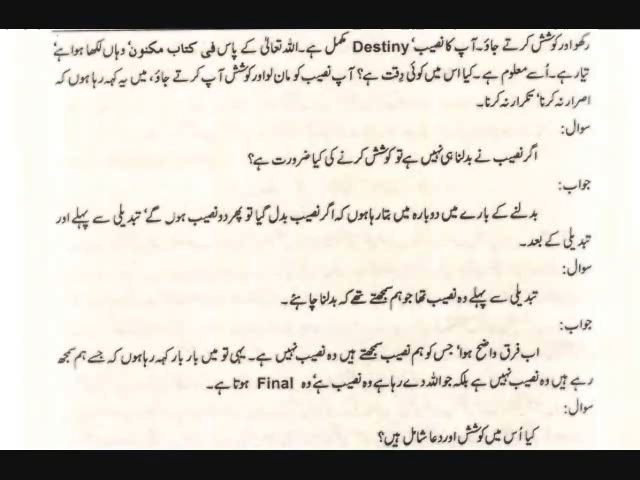 رکھو اور کوشش کرتے جاؤ۔ آپ کا نصیب‘ Destiny مکمل ہے۔ اللہ تعالیٰ کے پاس فی کتاب مکنون‘ وہاں لکھا ہوا ہے‘
تیار ہے۔ اُسے معلوم ہے۔ کیا اس میں کوئی دِقت ہے؟ آپ نصیب کو مان لو اور کوشش آپ کرتے جاؤ، میں یہ کہہ رہا ہوں کہ
اصرار نہ کرنا‘ تکرار نہ کرنا۔
سوال:
اگر نصیب نے بدلنا ہی نہیں ہے تو کوشش کرنے کی کیا ضرورت ہے؟
جواب:
بدلنے کے بارے میں دوبارہ میں بتا رہا ہوں کہ اگر نصیب بدل گیا تو پھر دو نصیب ہوں گے‘ تبدیلی سے پہلے اور
تبدیلی کے بعد۔
سوال:
تبدیلی سے پہلے وہ نصیب تھا جو ہم سمجھتے تھے کہ بدلنا چاہئے۔
جواب:
اب فرق واضح ہوا‘ جس کو ہم نصیب سمجھتے ہیں وہ نصیب نہیں ہے۔ یہی تو میں بار بار کہہ رہا ہوں کہ جسے ہم سمجھ
رہے ہیں وہ نصیب نہیں ہے بلکہ جو اللہ دے رہا ہے وہ نصیب ہے‘ وہ Final ہوتا ہے۔
سوال:
کیا اُس میں کوشش اور دعا شامل ہیں؟